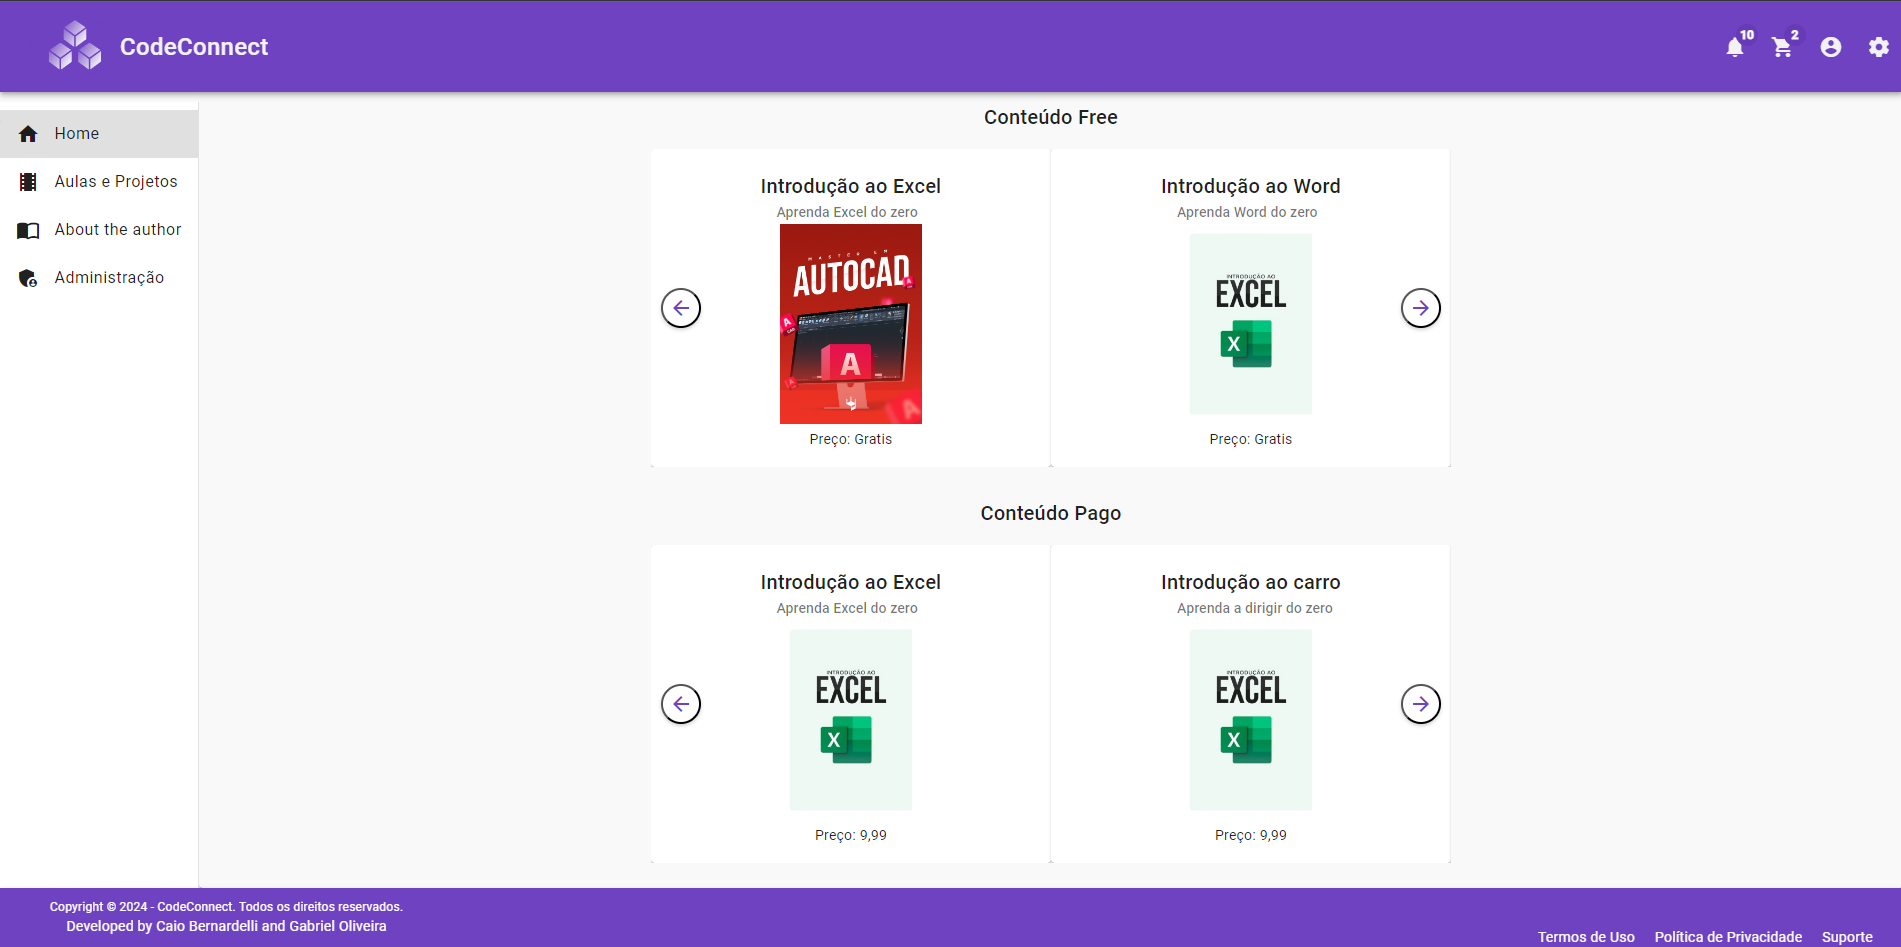 CodeConnect
10
2
Home
Aulas e Projetos
About the author
Administração
Conteúdo Free
Introdução ao Excel
Aprenda Excel do zero
MASTER EM
AUTOCAD
A
A
CAD
A
A
A
Preço: Gratis
Introdução ao Word
Aprenda Word do zero
INTRODUÇÃO AO
EXCEL
X
Preço: Gratis
Conteúdo Pago
Introdução ao Excel
Aprenda Excel do zero
INTRODUÇÃO AO
EXCEL
X
Preço: 9,99
Introdução ao carro
Aprenda a dirigir do zero
INTRODUÇÃO AO
EXCEL
X
Preço: 9,99
Copyright © 2024 - CodeConnect. Todos os direitos reservados.
Developed by Caio Bernardelli and Gabriel Oliveira
Termos de Uso
Política de Privacidade
Suporte